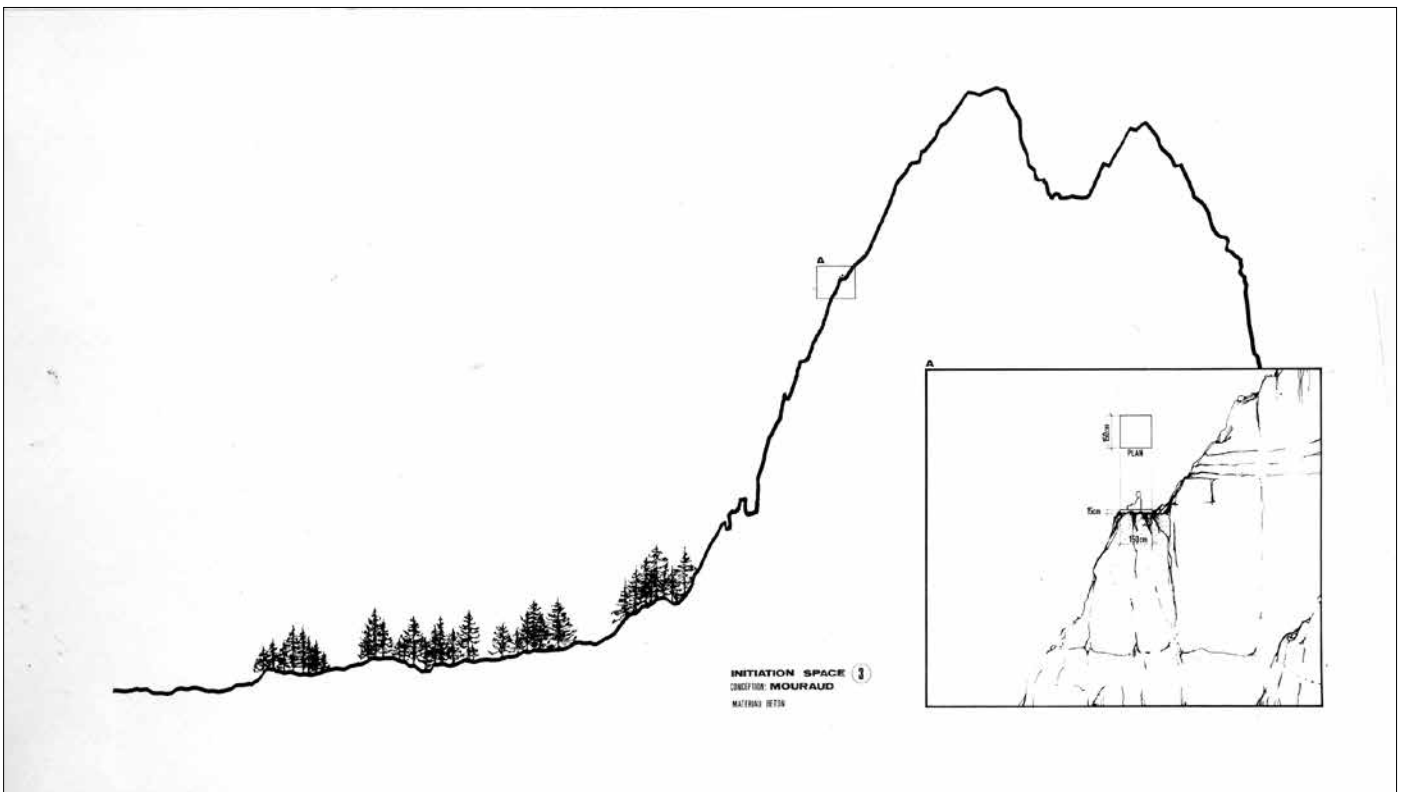 A
A
150cm
PLAN
15cm
150cm
INITIATION SPACE 3
CONCEPTION: MOURAUD
MATERIAU BETON